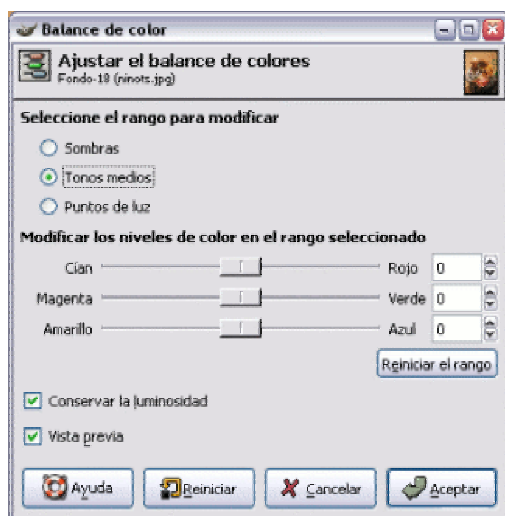 Balance de color
Ajustar el balance de colores
Fondo-18 (ninots.jpg)
Seleccione el rango para modificar
Sombras
Tonos medios
Puntos de luz
Modificar los niveles de color en el rango seleccionado
Cían Rojo 0
Magenta Verde 0
Amarillo Azul 0
Reiniciar el rango
Conservar la luminosidad
Vista previa
Ayuda Reiniciar Cancelar Aceptar